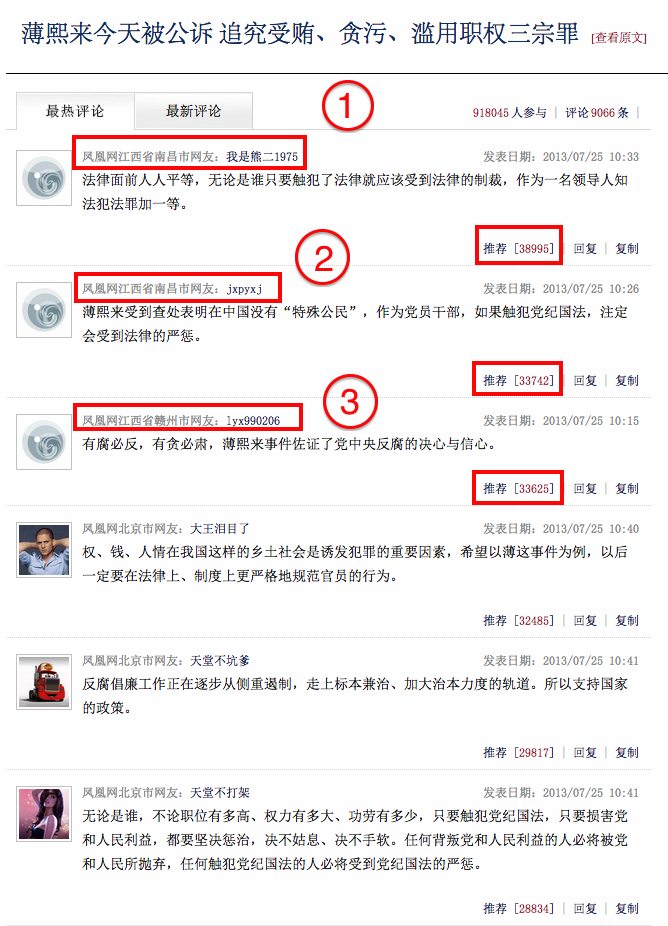 薄熙来今天被公诉 追究受贿、贪污、滥用职权三宗罪 [查看原文]
最热评论 最新评论 1 918045人参与 | 评论9066条 |
凤凰网江西省南昌市网友：我是熊二1975 发表日期：2013/07/25 10:33
法律面前人人平等，无论是谁只要触犯了法律就应该受到法律的制裁，作为一名领导人知
法犯法罪加一等。
推荐 [38995] | 回复 | 复制
2
凤凰网江西省南昌市网友：jxpyxj 发表日期：2013/07/25 10:26
薄熙来受到查处表明在中国没有“特殊公民”，作为党员干部，如果触犯党纪国法，注定
会受到法律的严惩。
推荐 [33742] | 回复 | 复制
3
凤凰网江西省赣州市网友：lyx990206 发表日期：2013/07/25 10:15
有腐必反，有贪必肃，薄熙来事件佐证了党中央反腐的决心与信心。
推荐 [33625] | 回复 | 复制
凤凰网北京市网友：大王泪目了 发表日期：2013/07/25 10:40
权、钱、人情在我国这样的乡土社会是诱发犯罪的重要因素，希望以薄这事件为例，以后
一定要在法律上、制度上更严格地规范官员的行为。
推荐 [32485] | 回复 | 复制
凤凰网北京市网友：天堂不坑爹 发表日期：2013/07/25 10:41
反腐倡廉工作正在逐步从侧重遏制，走上标本兼治、加大治本力度的轨道。所以支持国家
的政策。
推荐 [29817] | 回复 | 复制
凤凰网北京市网友：天堂不打架 发表日期：2013/07/25 10:41
无论是谁，不论职位有多高、权力有多大、功劳有多少，只要触犯党纪国法，只要损害党
和人民利益，都要坚决惩治，决不姑息、决不手软。任何背叛党和人民利益的人必将被党
和人民所抛弃，任何触犯党纪国法的人必将受到党纪国法的严惩。
推荐 [28834] | 回复 | 复制